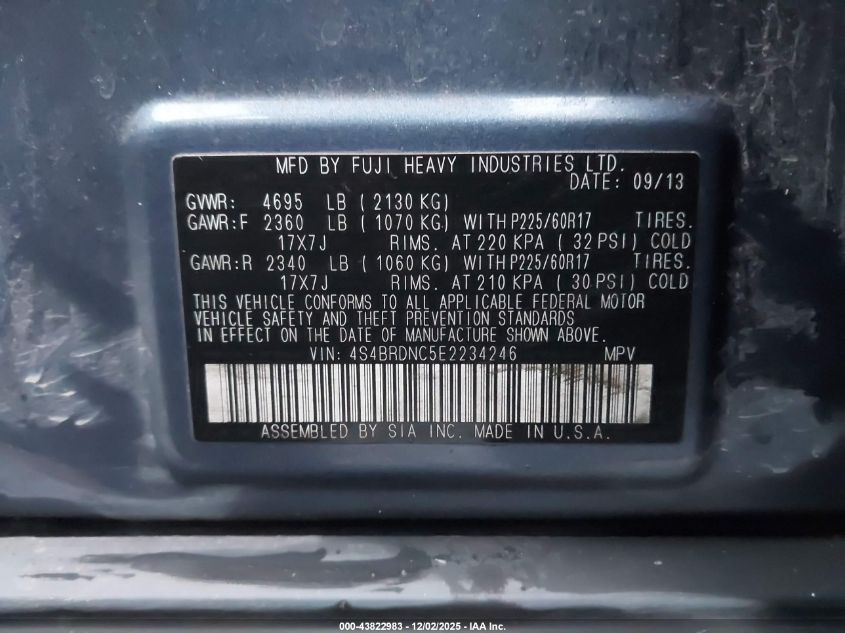 MFD BY FUJI HEAVY INDUSTRIES LTD.
DATE: 09/13
GVWR: 4695 LB ( 2130 KG)
GAWR:F 2360 LB ( 1070 KG) WITH P225/60R17 TIRES.
17X7J RIMS. AT 220 KPA ( 32 PSI) COLD
GAWR:R 2340 LB ( 1060 KG) WITH P225/60R17 TIRES.
17X7J RIMS. AT 210 KPA ( 30 PSI) COLD
THIS VEHICLE CONFORMS TO ALL APPLICABLE FEDERAL MOTOR
VEHICLE SAFETY AND THEFT PREVENTION STANDARDS
IN EFFECT ON THE DATE OF MANUFACTURE SHOWN ABOVE.
VIN: 4S4BRDNC5E2234246 MPV
ASSEMBLED BY SIA INC. MADE IN U.S.A.
000-43822983 - 12/02/2025 - IAA Inc.